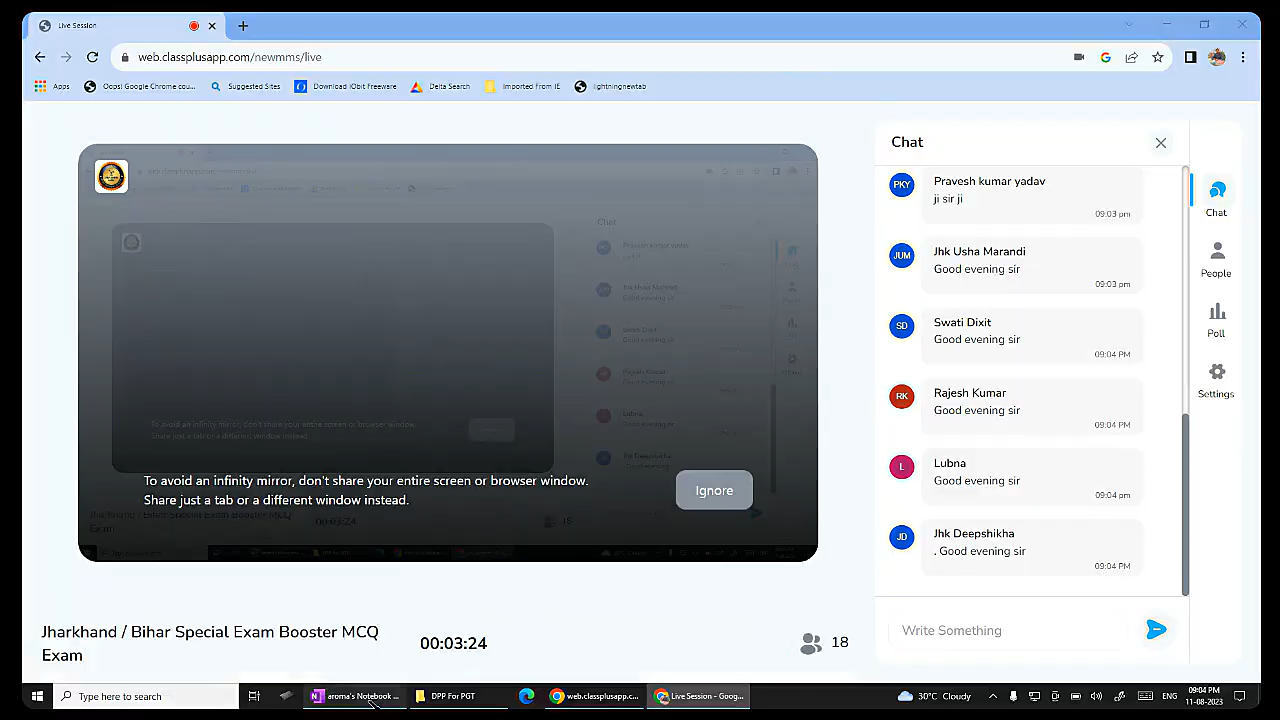 Live Session
web.classplusapp.com/newmms/live
Apps
Oops! Google Chrome cou...
Suggested Sites
Download IObit Freeware
Delta Search
Imported From IE
lightningnewtab
Chat
Pravesh kumar yadav
ji sir ji
09:03 pm
Jhk Usha Marandi
Good evening sir
09:03 pm
Swati Dixit
Good evening sir
09:04 PM
Rajesh Kumar
Good evening sir
09:04 PM
Lubna
Good evening sir
09:04 pm
Jhk Deepshikha
. Good evening sir
09:04 PM
Write Something
Chat
People
Poll
Settings
To avoid an infinity mirror, don't share your entire screen or browser window.
Share just a tab or a different window instead.
Ignore
Jharkhand / Bihar Special Exam Booster MCQ
Exam
00:03:24
18
Type here to search
aroma's Notebook ...
DPP For PGT
web.classplusapp.c...
Live Session - Goog...
30°C Cloudy
ENG
09:04 PM
11-08-2023